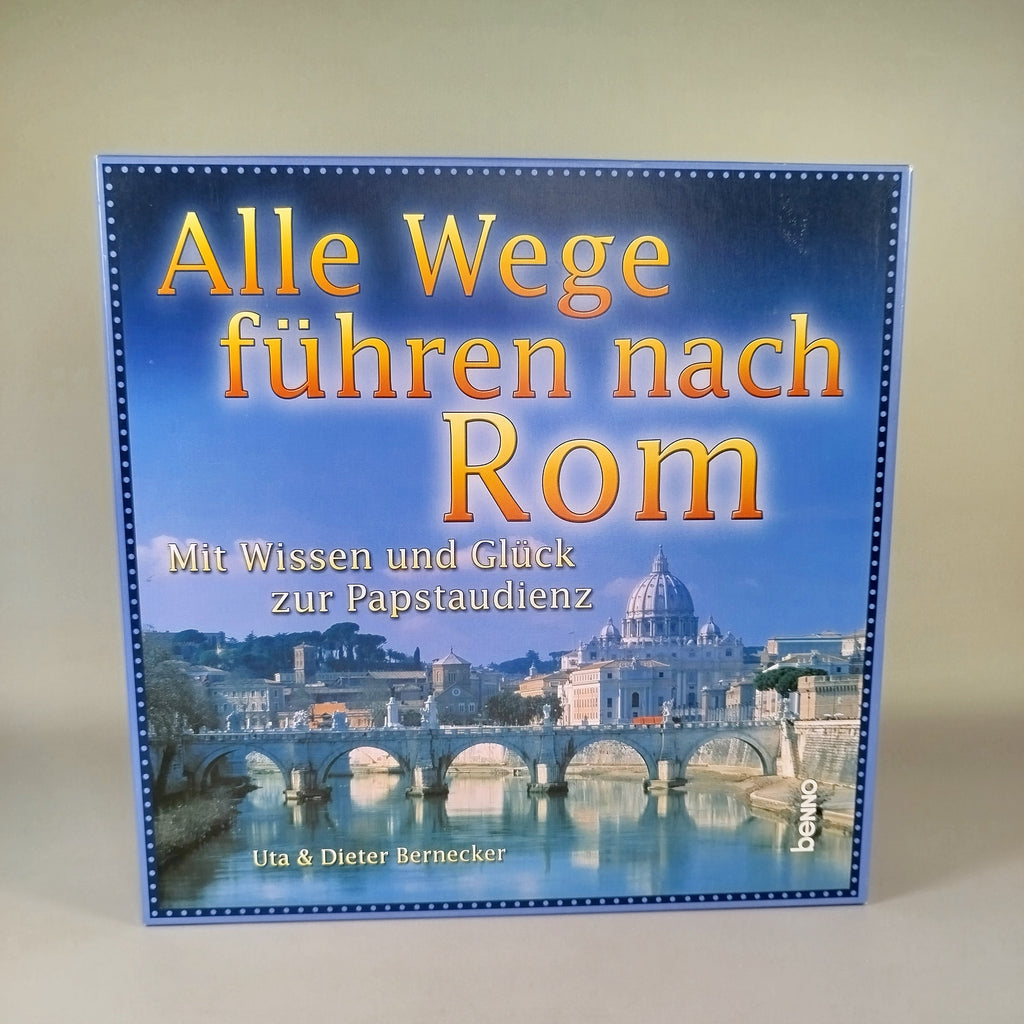 Alle Wege
führen nach
Rom
Mit Wissen und Glück
zur Papstaudienz
Uta & Dieter Bernecker
benno